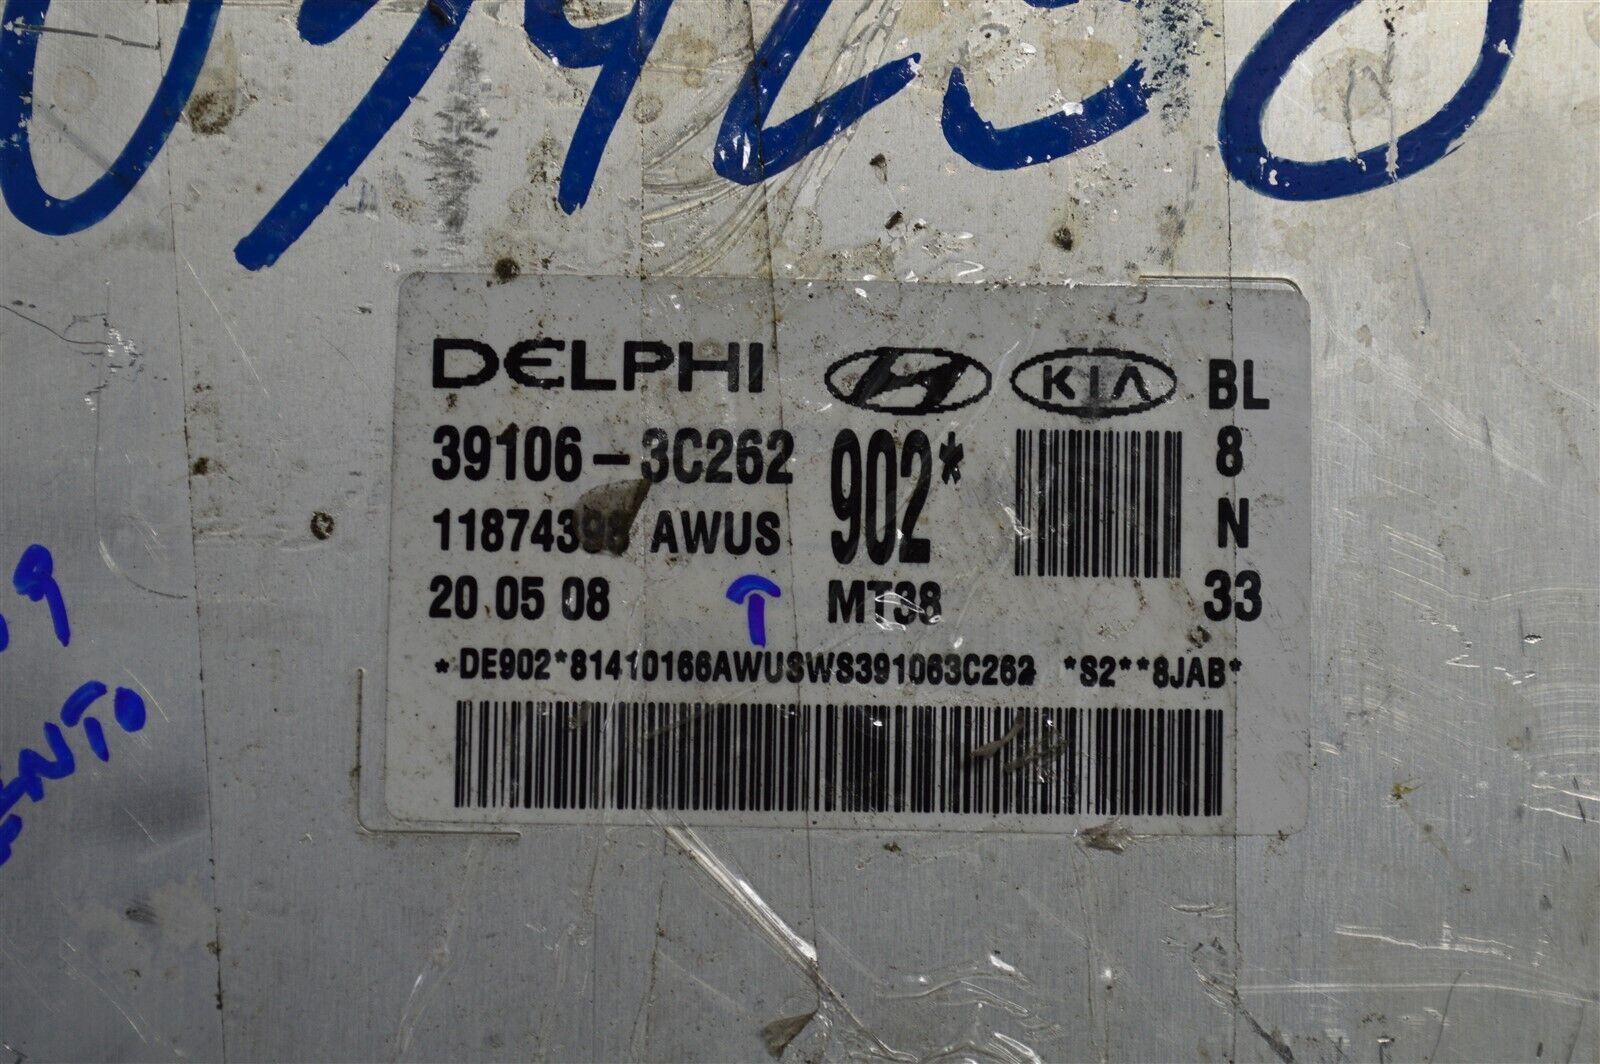 DELPHI KIA BL
39106-3C262 902* 8
AWUS N
20 05 08 T MT38 33
*DE902*81410166AWUSWS391063C262 *S2**8JAB*